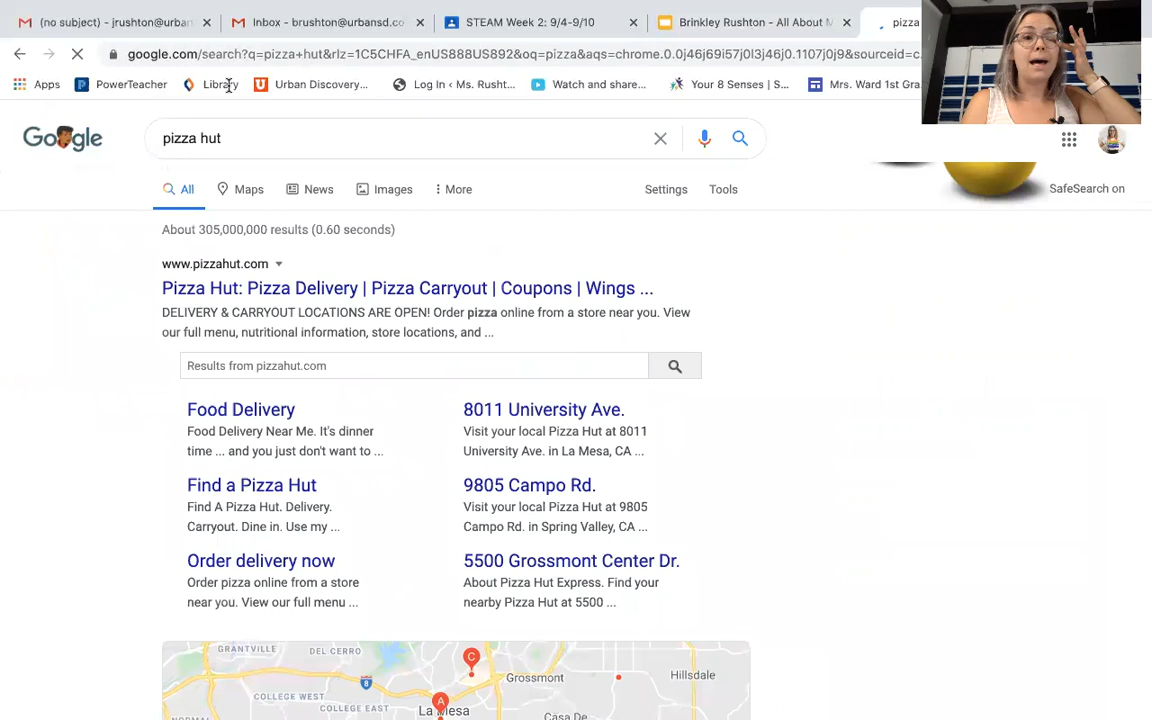 (no subject) - jrushton@urban
Inbox - brushton@urbansd.co
STEAM Week 2: 9/4-9/10
Brinkley Rushton - All About M
pizza
google.com/search?q=pizza+hut&rlz=1C5CHFA_enUS888US892&oq=pizza&aqs=chrome.0.0j46j69i57j0l3j46j0.1107j0j9&sourceid=c
Apps
PowerTeacher
Library
Urban Discovery...
Log In ‹ Ms. Rusht...
Watch and share...
Your 8 Senses | S...
Mrs. Ward 1st Gra
Google
pizza hut
All
Maps
News
Images
More
Settings
Tools
SafeSearch on
About 305,000,000 results (0.60 seconds)
www.pizzahut.com
Pizza Hut: Pizza Delivery | Pizza Carryout | Coupons | Wings ...
DELIVERY & CARRYOUT LOCATIONS ARE OPEN! Order pizza online from a store near you. View
our full menu, nutritional information, store locations, and ...
Results from pizzahut.com
Food Delivery
Food Delivery Near Me. It's dinner
time ... and you just don't want to ...
8011 University Ave.
Visit your local Pizza Hut at 8011
University Ave. in La Mesa, CA ...
Find a Pizza Hut
Find A Pizza Hut. Delivery.
Carryout. Dine in. Use my ...
9805 Campo Rd.
Visit your local Pizza Hut at 9805
Campo Rd. in Spring Valley, CA ...
Order delivery now
Order pizza online from a store
near you. View our full menu ...
5500 Grossmont Center Dr.
About Pizza Hut Express. Find your
nearby Pizza Hut at 5500 ...
GRANTVILLE
DEL CERRO
C
Hillsdale
8
Grossmont
COLLEGE WEST
A
COLLEGE EAST
La Mesa
Casa De